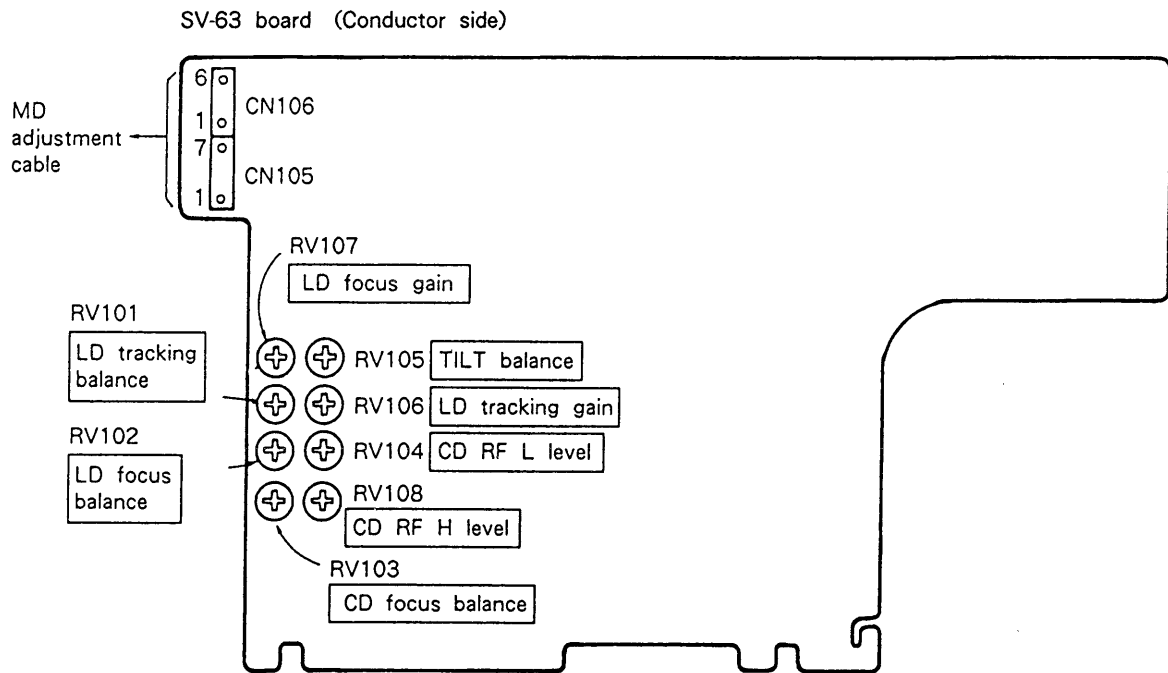 SV-63 board (Conductor side)
MD
adjustment
cable
6
1
CN106
7
1
CN105
RV107
LD focus gain
RV101
LD tracking
balance
RV105 TILT balance
RV106 LD tracking gain
RV102
LD focus
balance
RV104 CD RF L level
RV108
CD RF H level
RV103
CD focus balance